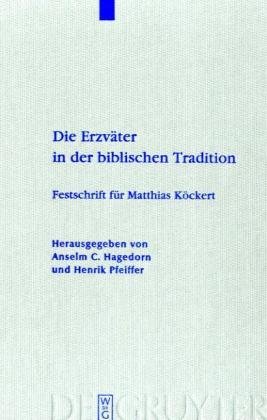 Die Erzväter
in der biblischen Tradition
Festschrift für Matthias Köckert
Herausgegeben von
Anselm C. Hagedorn
und Henrik Pfeiffer
W
DE
G
DE GRUYTER